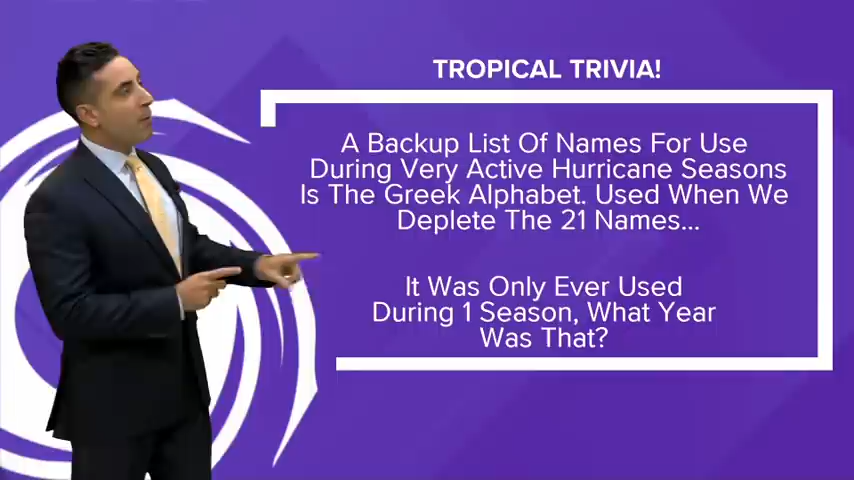 TROPICAL TRIVIA!
A Backup List Of Names For Use
During Very Active Hurricane Seasons
Is The Greek Alphabet. Used When We
Deplete The 21 Names...
It Was Only Ever Used
During 1 Season, What Year
Was That?